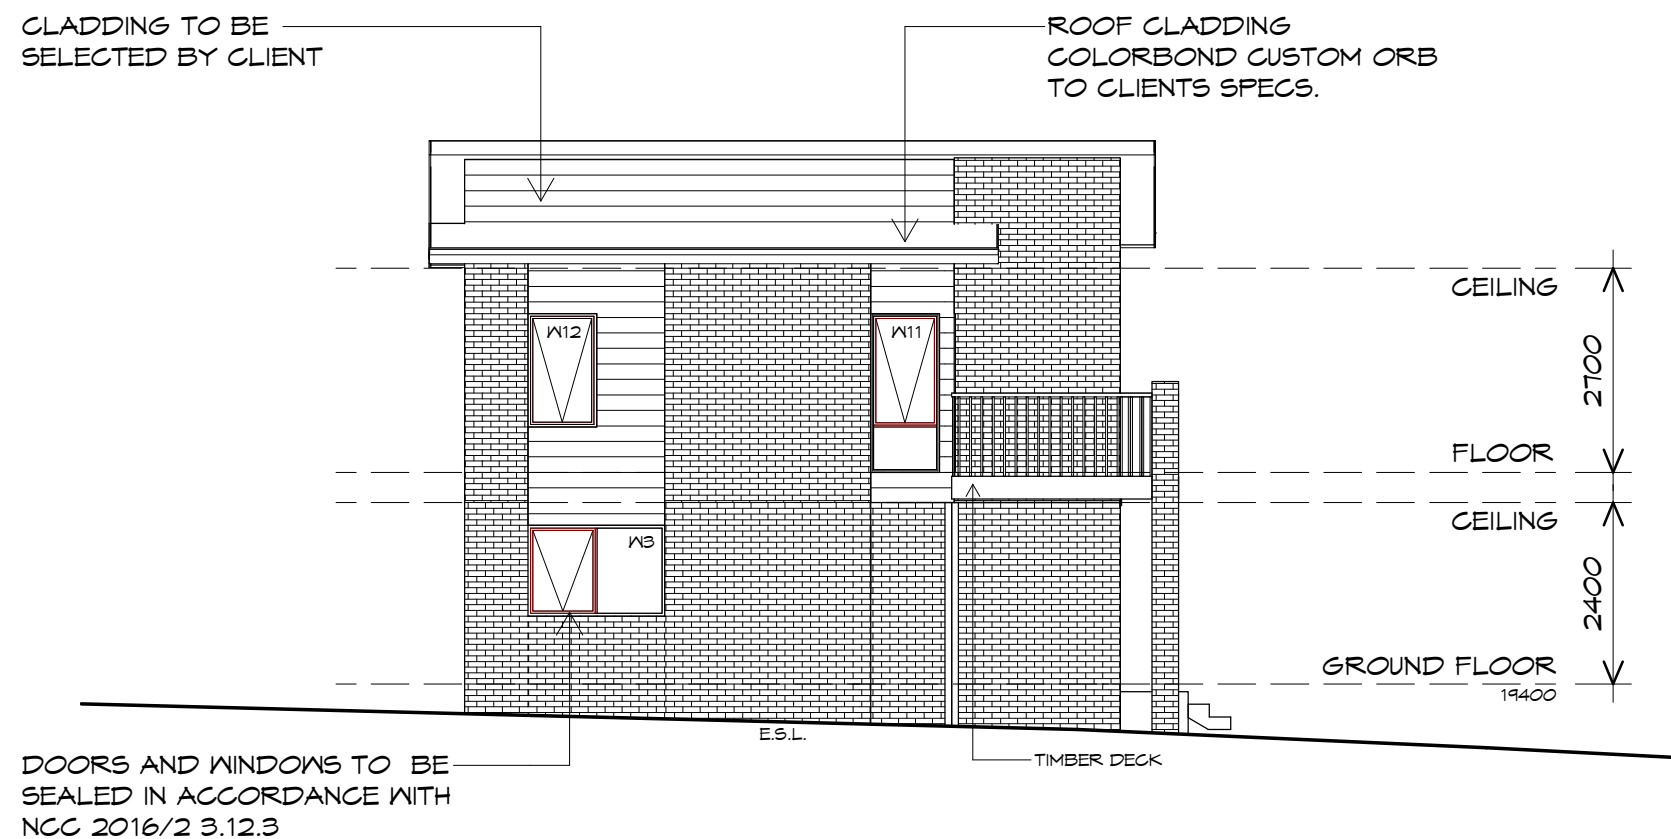 CLADDING TO BE
SELECTED BY CLIENT
ROOF CLADDING
COLORBOND CUSTOM ORB
TO CLIENTS SPECS.
CEILING
W12
W11
2700
FLOOR
CEILING
W3
2400
GROUND FLOOR
19400
E.S.L.
TIMBER DECK
DOORS AND WINDOWS TO BE
SEALED IN ACCORDANCE WITH
NCC 2016/2 3.12.3